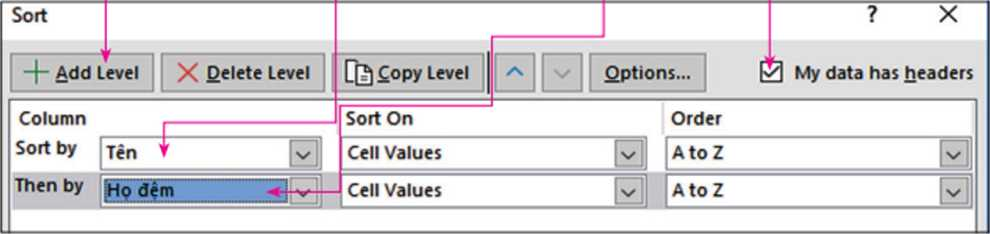 Sort ? ×
Add Level Delete Level Copy Level Options... My data has headers
Column Sort On Order
Sort by Tên Cell Values A to Z
Then by Họ đệm Cell Values A to Z